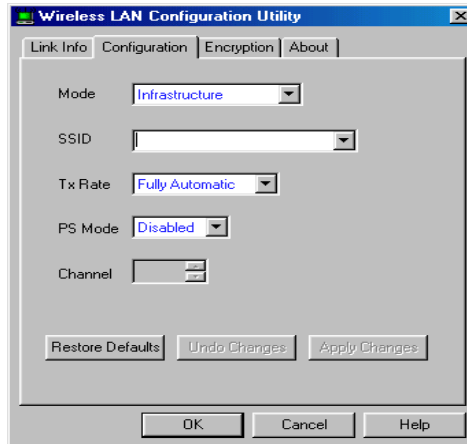 Wireless LAN Configuration Utility
Link Info Configuration Encryption About
Mode Infrastructure
SSID
Tx Rate Fully Automatic
PS Mode Disabled
Channel
Restore Defaults Undo Changes Apply Changes
OK Cancel Help